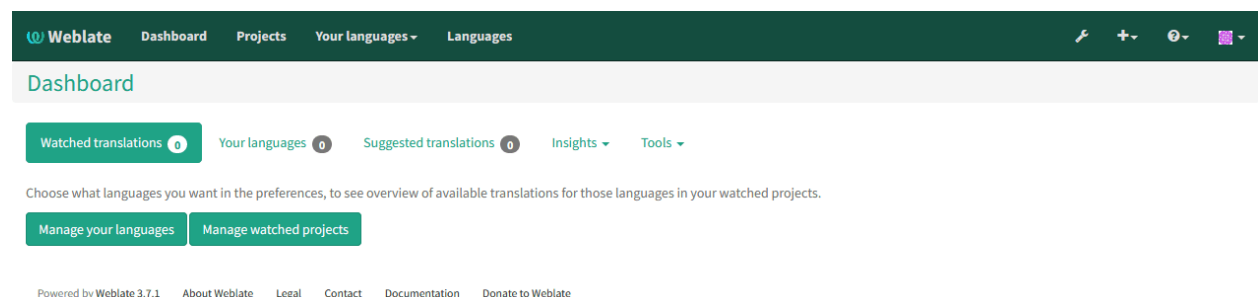 Weblate Dashboard Projects Your languages Languages
Dashboard
Watched translations 0 Your languages 0 Suggested translations 0 Insights Tools
Choose what languages you want in the preferences, to see overview of available translations for those languages in your watched projects.
Manage your languages Manage watched projects
Powered by Weblate 3.7.1 About Weblate Legal Contact Documentation Donate to Weblate